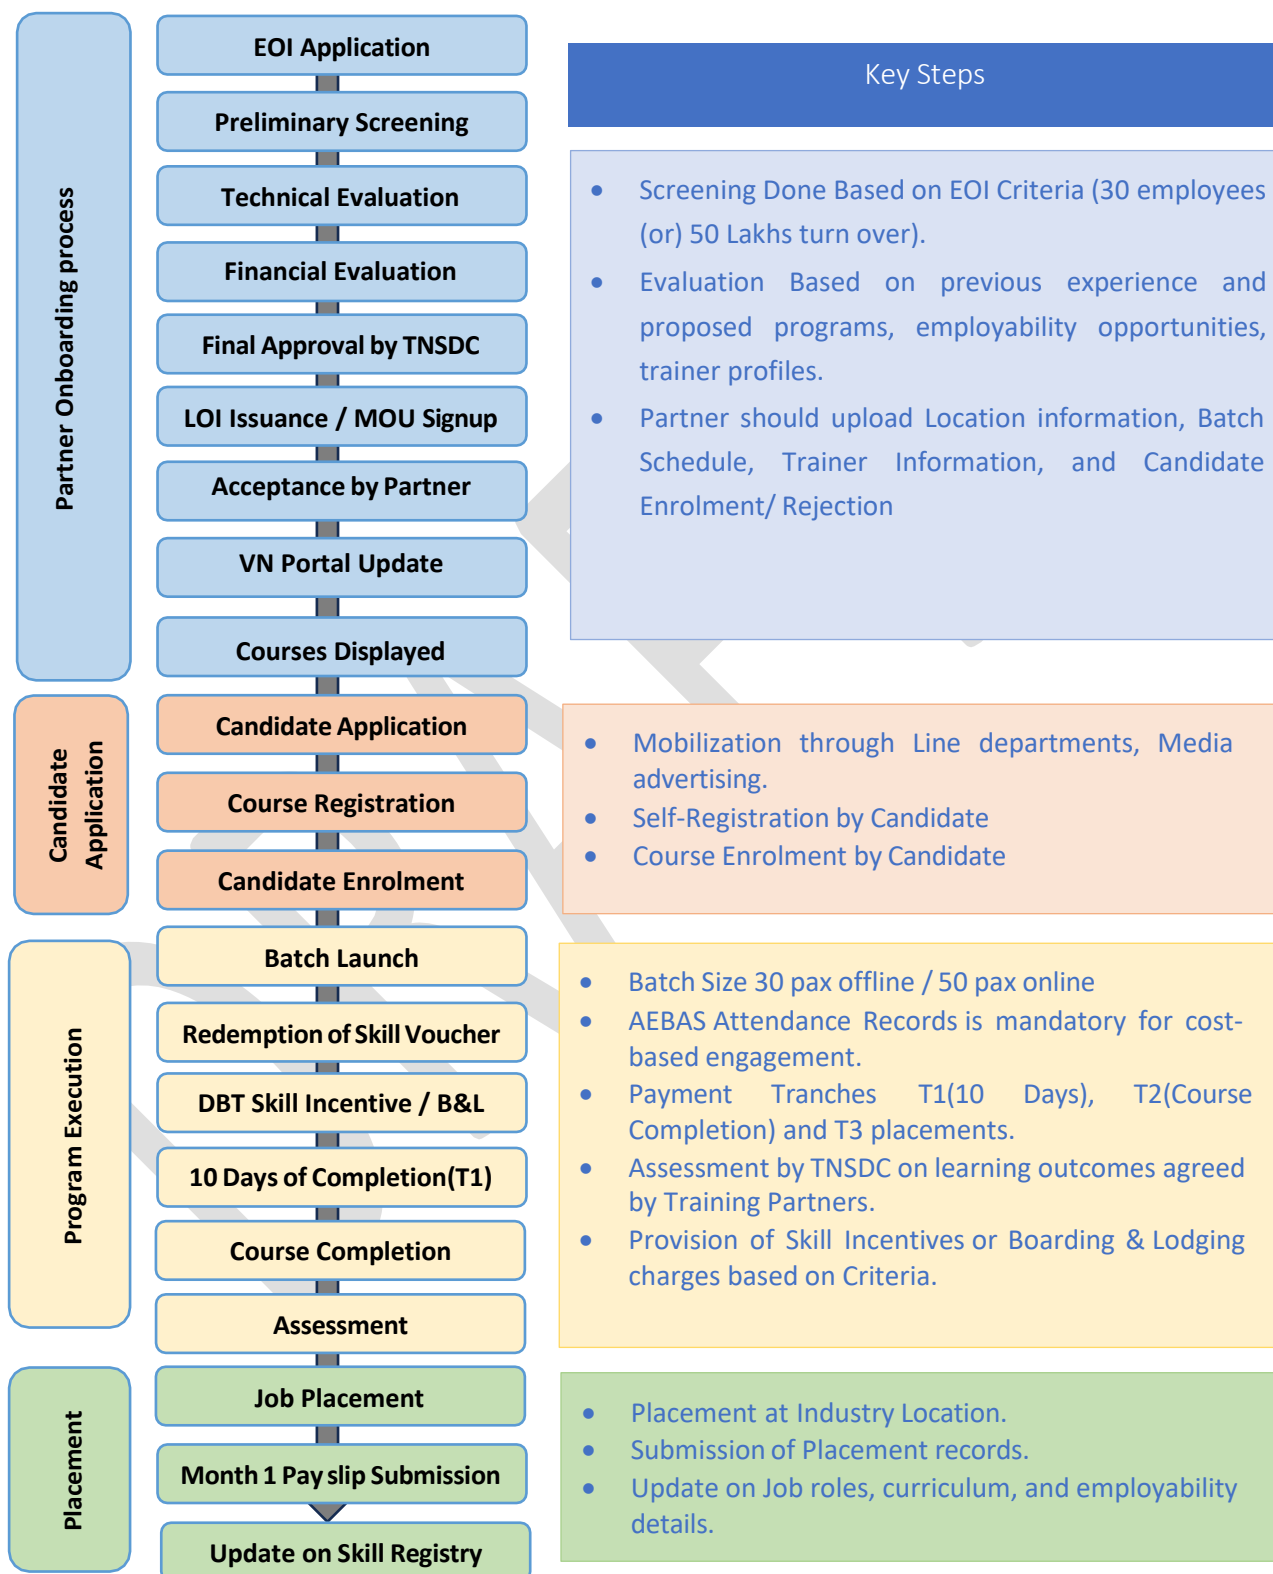 Partner Onboarding process
EOI Application
Preliminary Screening
Technical Evaluation
Financial Evaluation
Final Approval by TNSDC
LOI Issuance / MOU Signup
Acceptance by Partner
VN Portal Update
Courses Displayed
Key Steps
• Screening Done Based on EOI Criteria (30 employees
(or) 50 Lakhs turn over).
• Evaluation Based on previous experience and
proposed programs, employability opportunities,
trainer profiles.
• Partner should upload Location information, Batch
Schedule, Trainer Information, and Candidate
Enrolment/ Rejection
Candidate
Application
Candidate Application
Course Registration
Candidate Enrolment
• Mobilization through Line departments, Media
advertising.
• Self-Registration by Candidate
• Course Enrolment by Candidate
Program Execution
Batch Launch
Redemption of Skill Voucher
DBT Skill Incentive / B&L
10 Days of Completion(T1)
Course Completion
Assessment
• Batch Size 30 pax offline / 50 pax online
• AEBAS Attendance Records is mandatory for cost-
based engagement.
• Payment Tranches T1(10 Days), T2(Course
Completion) and T3 placements.
• Assessment by TNSDC on learning outcomes agreed
by Training Partners.
• Provision of Skill Incentives or Boarding & Lodging
charges based on Criteria.
Placement
Job Placement
Month 1 Pay slip Submission
Update on Skill Registry
• Placement at Industry Location.
• Submission of Placement records.
• Update on Job roles, curriculum, and employability
details.